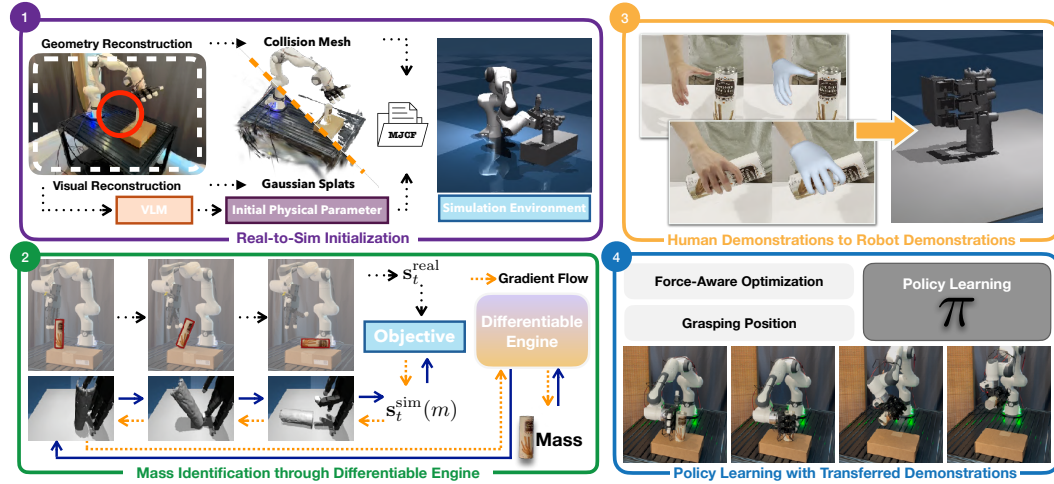 1
Geometry Reconstruction
Collision Mesh
MJCF
Visual Reconstruction
Gaussian Splats
VLM
Initial Physical Parameter
Simulation Environment
Real-to-Sim Initialization
2
s_t^real
Gradient Flow
Objective
Differentiable
Engine
s_t^sim(m)
Mass
Mass Identification through Differentiable Engine
3
Human Demonstrations to Robot Demonstrations
4
Force-Aware Optimization
Grasping Position
Policy Learning
π
Policy Learning with Transferred Demonstrations